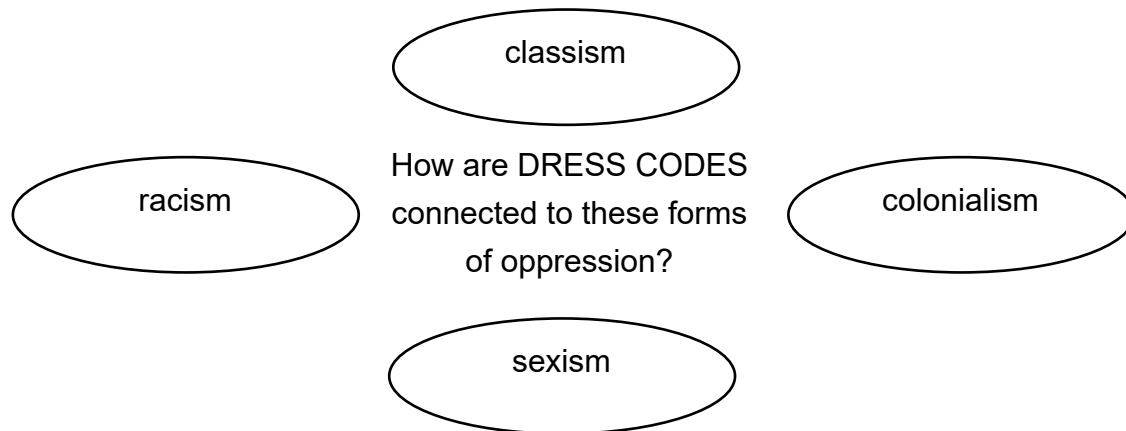 classism
How are DRESS CODES
racism
connected to these forms
colonialism
of oppression?
sexism